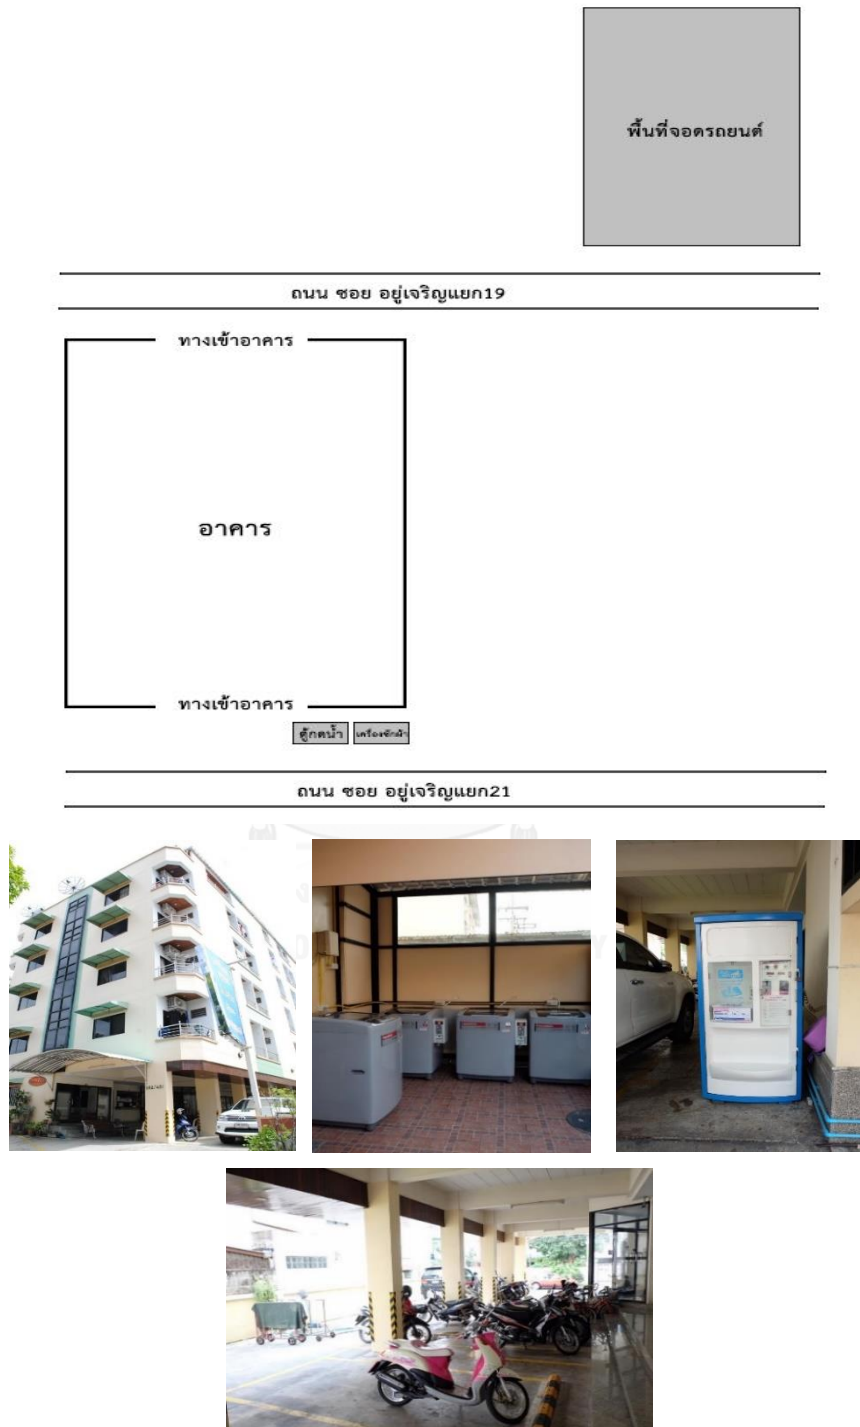 พื้นที่จอดรถยนต์
ถนน ซอย อยู่เจริญแยก19
ทางเข้าอาคาร
อาคาร
ทางเข้าอาคาร
ตู้กดน้ำ เครื่องซักผ้า
ถนน ซอย อยู่เจริญแยก21